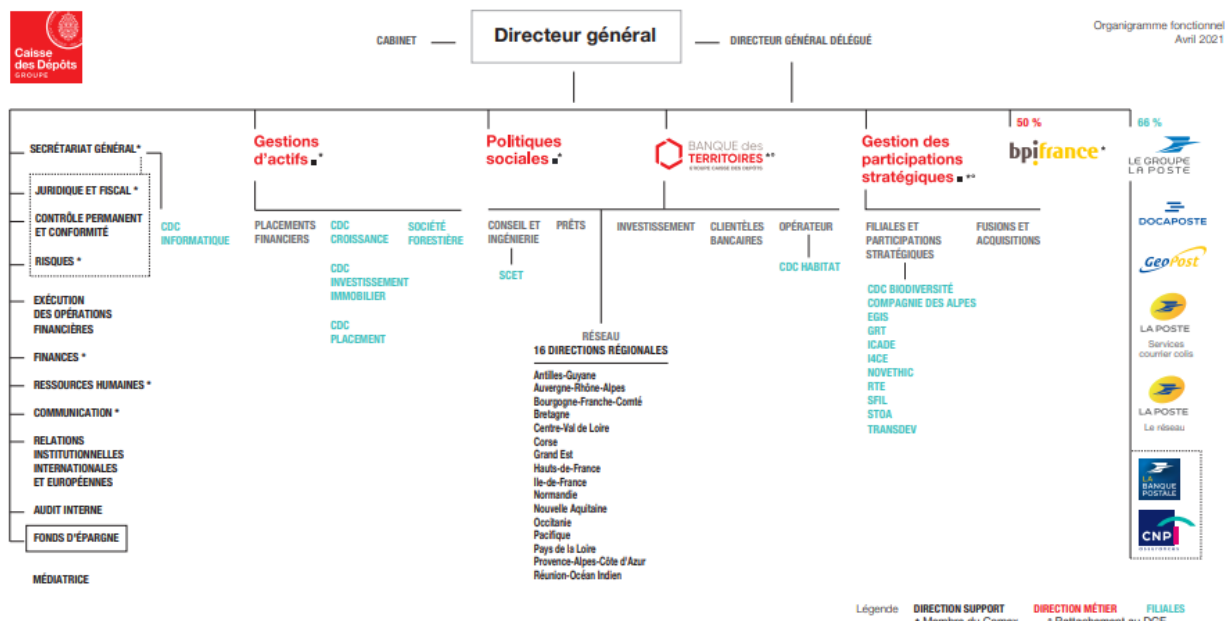 Caisse
des Dépôts
GROUPE
CABINET
Directeur général
DIRECTEUR GÉNÉRAL DÉLÉGUÉ
Organigramme fonctionnel
Avril 2021
SECRÉTARIAT GÉNÉRAL*
JURIDIQUE ET FISCAL *
CONTRÔLE PERMANENT
ET CONFORMITÉ
RISQUES *
CDC
INFORMATIQUE
EXÉCUTION
DES OPÉRATIONS
FINANCIÈRES
FINANCES *
RESSOURCES HUMAINES *
COMMUNICATION *
RELATIONS
INSTITUTIONNELLES
INTERNATIONALES
ET EUROPÉENNES
AUDIT INTERNE
FONDS D'ÉPARGNE
MÉDIATRICE
Gestions
d'actifs ■*
PLACEMENTS
FINANCIERS
CDC
CROISSANCE
CDC
INVESTISSEMENT
IMMOBILIER
CDC
PLACEMENT
SOCIÉTÉ
FORESTIÈRE
Politiques
sociales ■*
BANQUE des
TERRITOIRES *°
GROUPE CAISSE DES DÉPÔTS
CONSEIL ET
INGÉNIERIE
SCET
PRÊTS
INVESTISSEMENT
CLIENTÈLES
BANCAIRES
OPÉRATEUR
CDC HABITAT
RÉSEAU
16 DIRECTIONS RÉGIONALES
Antilles-Guyane
Auvergne-Rhône-Alpes
Bourgogne-Franche-Comté
Bretagne
Centre-Val de Loire
Corse
Grand Est
Hauts-de-France
Ile-de-France
Normandie
Nouvelle Aquitaine
Occitanie
Pacifique
Pays de la Loire
Provence-Alpes-Côte d'Azur
Réunion-Océan Indien
Gestion des
participations
stratégiques ■ *°
FILIALES ET
PARTICIPATIONS
STRATÉGIQUES
CDC BIODIVERSITÉ
COMPAGNIE DES ALPES
EGIS
GRT
ICADE
I4CE
NOVETHIC
RTE
SFIL
STOA
TRANSDEV
FUSIONS ET
ACQUISITIONS
50 %
bpifrance *
66 %
LE GROUPE
LA POSTE
DOCAPOSTE
GeoPost
LA POSTE
Services
courrier colis
LA POSTE
Le réseau
LA
BANQUE
POSTALE
CNP
assurances
Légende DIRECTION SUPPORT DIRECTION MÉTIER FILIALES